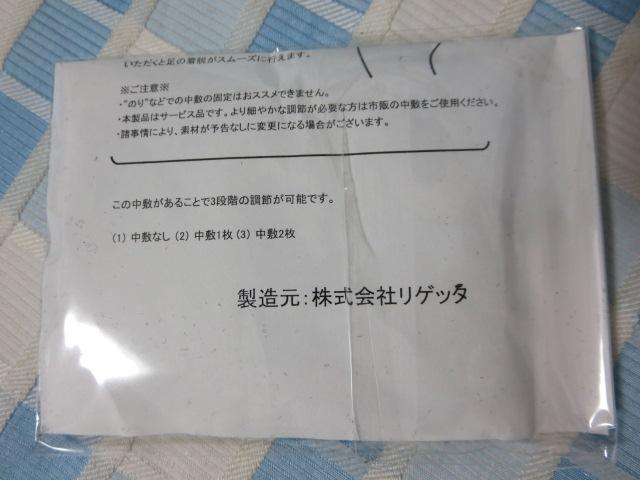 いただくと足の着脱がスムーズに行えます。
※ご注意※
・"のり"などでの中敷の固定はおススメできません。
・本製品はサービス品です。より細やかな調節が必要な方は市販の中敷をご使用ください。
・諸事情により、素材が予告なしに変更になる場合がございます。
この中敷があることで3段階の調節が可能です。
(1) 中敷なし (2) 中敷1枚 (3) 中敷2枚
製造元:株式会社リゲッタ